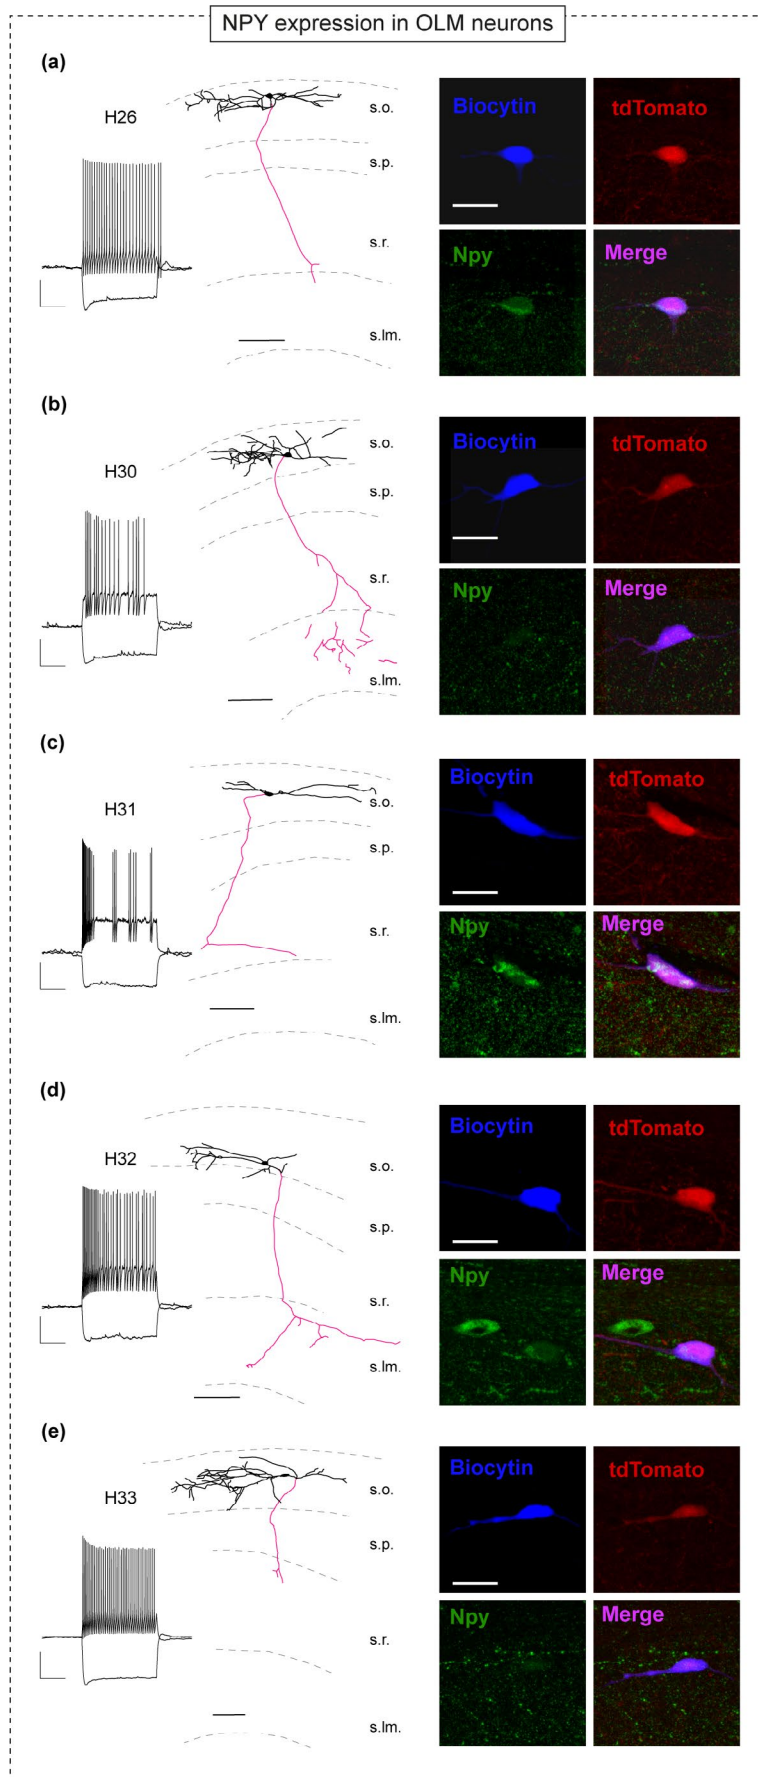 NPY expression in OLM neurons
(a)
H26
s.o.
s.p.
s.r.
s.lm.
Biocytin
tdTomato
Npy
Merge
(b)
H30
s.o.
s.p.
s.r.
s.lm.
Biocytin
tdTomato
Npy
Merge
(c)
H31
s.o.
s.p.
s.r.
s.lm.
Biocytin
tdTomato
Npy
Merge
(d)
H32
s.o.
s.p.
s.r.
s.lm.
Biocytin
tdTomato
Npy
Merge
(e)
H33
s.o.
s.p.
s.r.
s.lm.
Biocytin
tdTomato
Npy
Merge